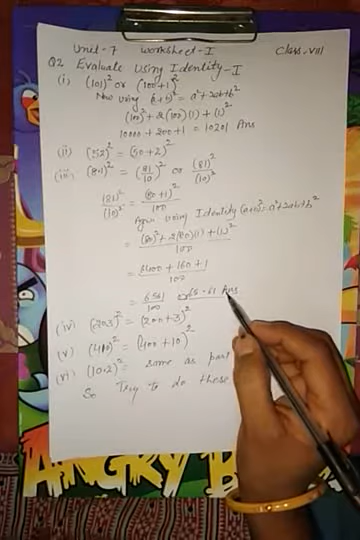 Unit-7 Worksheet-I Class-VIII
Q2 Evaluate Using Identity-I
(i) (101)² or (100+1)²
Now using (a+b)² = a²+2ab+b²
(100)² + 2(100)(1) + (1)²
10000 + 200 + 1 = 10201 Ans
(ii) (52)² = (50+2)²
(iii) (8.1)² = (81/10)² or (81)²/(10)²
(81)²/(10)² = (80+1)²/100
Again Using Identity (a+b)² = a²+2ab+b²
= (80)² + 2(80)(1) + (1)²/100
= 6400 + 160 + 1/100
= 6561/100 or 65.61 Ans
(iv) (203)² = (200+3)²
(v) (410)² = (400+10)²
(vi) (10.2)² = same as part
So Try to do these
ANGRY B